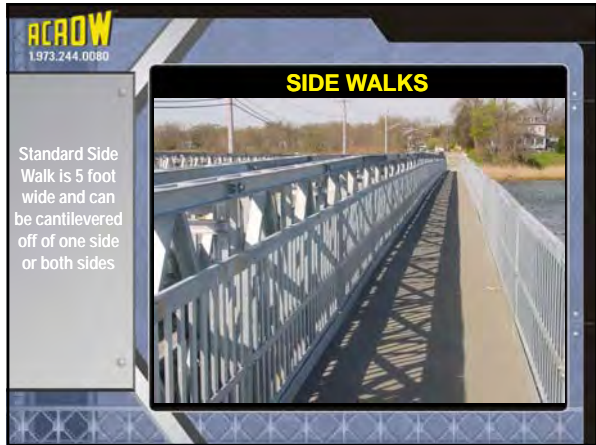 ACROW
1.973.244.0080
SIDE WALKS
Standard Side
Walk is 5 foot
wide and can
be cantilevered
off of one side
or both sides